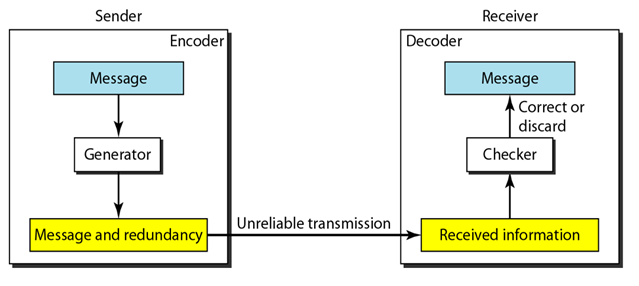 Sender
Receiver
Encoder
Decoder
Message
Message
Correct or
discard
Generator
Checker
Unreliable transmission
Message and redundancy
Received information